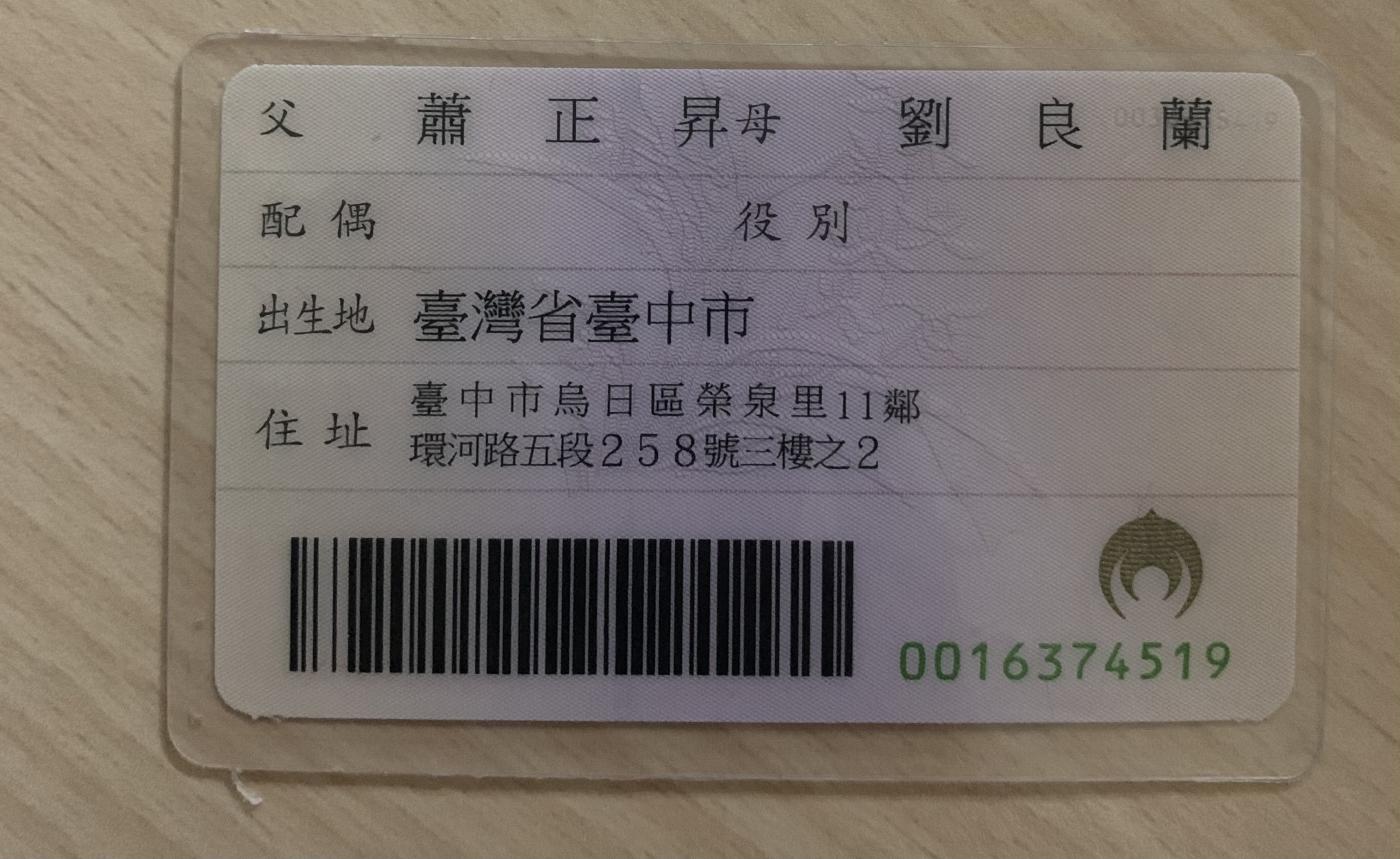 父 蕭正昇 母 劉良蘭
配偶 役別
出生地 臺灣省臺中市
住址 臺中市烏日區榮泉里11鄰
環河路五段258號三樓之2
0016374519